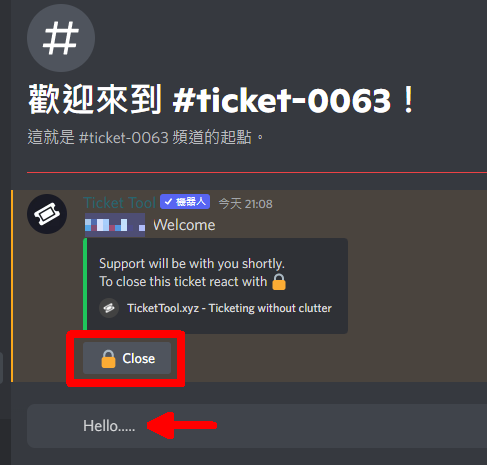 #
歡迎來到 #ticket-0063！
這就是 #ticket-0063 頻道的起點。
Ticket Tool ✓ 機器人 今天 21:08
Welcome
Support will be with you shortly.
To close this ticket react with 🔒
TicketTool.xyz - Ticketing without clutter
🔒 Close
Hello.....